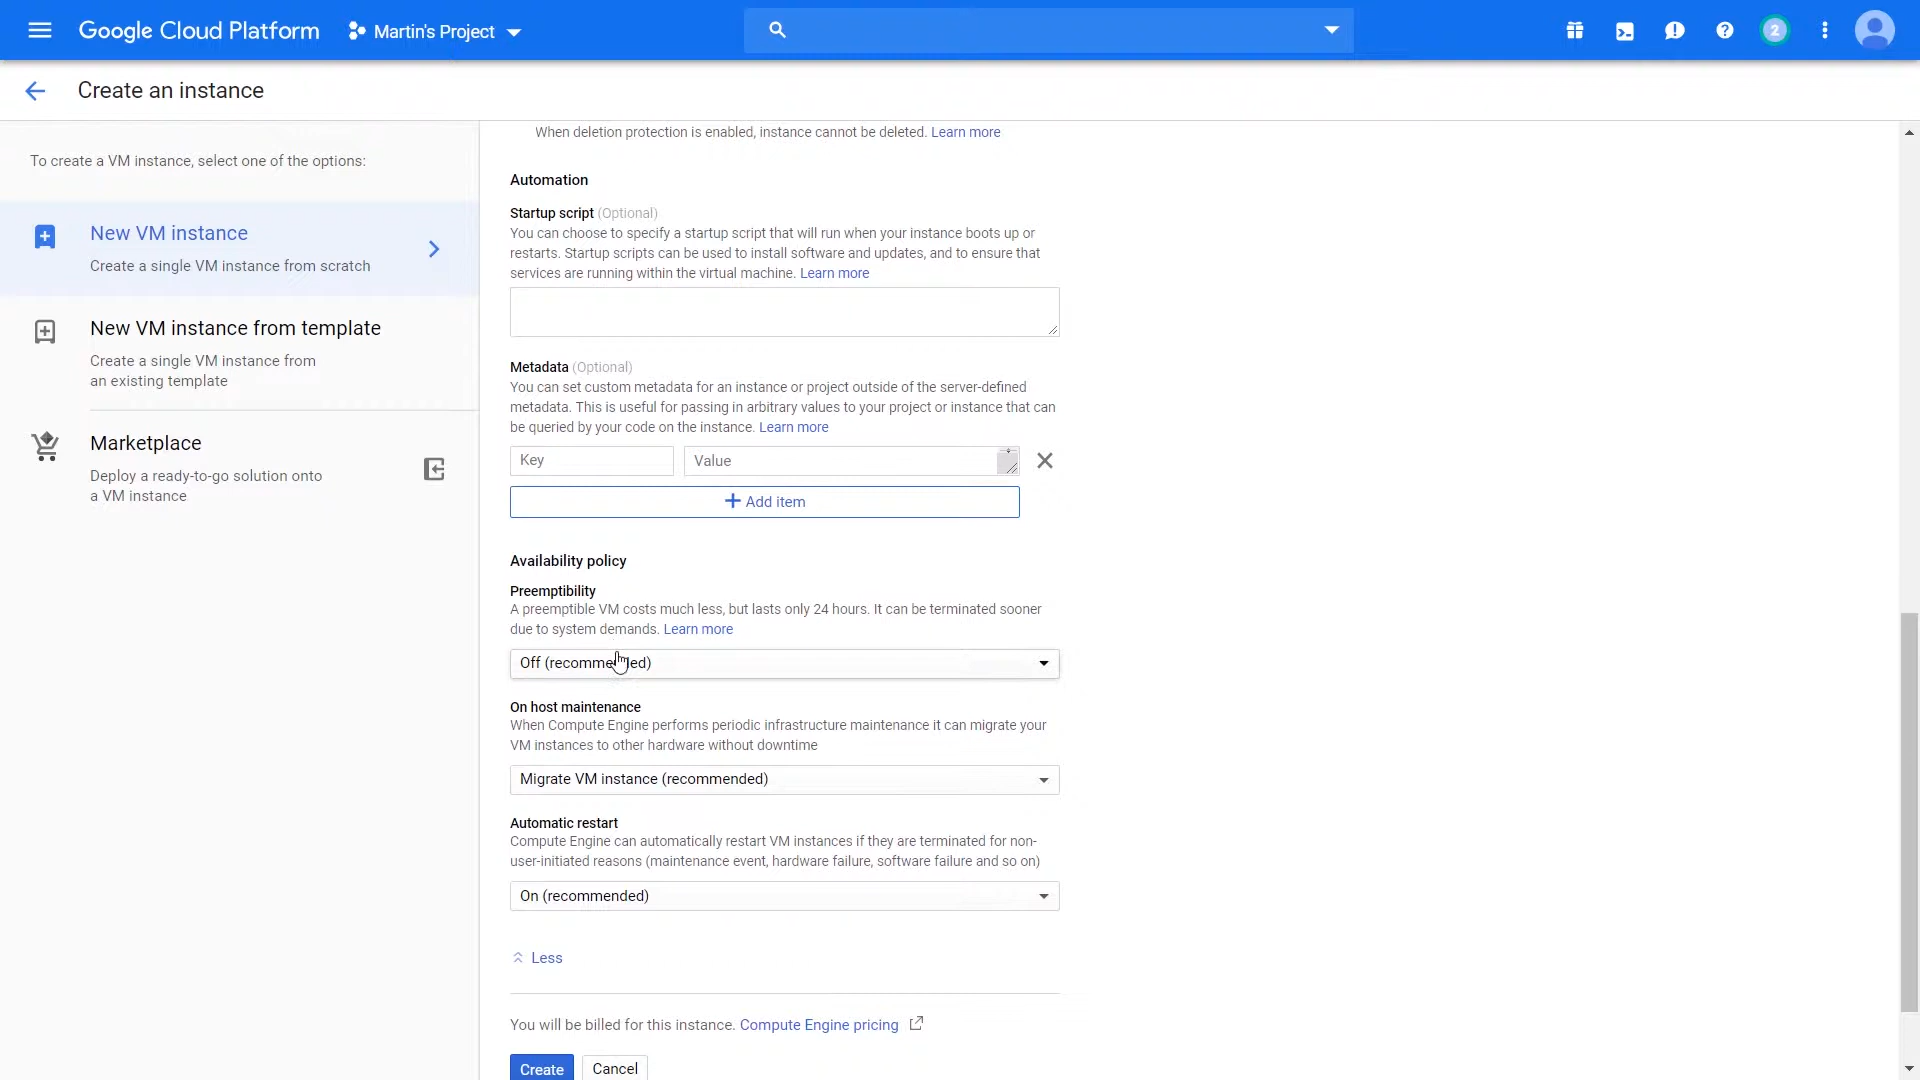 Google Cloud Platform
Martin's Project
2
Create an instance
To create a VM instance, select one of the options:
New VM instance
Create a single VM instance from scratch
New VM instance from template
Create a single VM instance from
an existing template
Marketplace
Deploy a ready-to-go solution onto
a VM instance
When deletion protection is enabled, instance cannot be deleted. Learn more
Automation
Startup script (Optional)
You can choose to specify a startup script that will run when your instance boots up or
restarts. Startup scripts can be used to install software and updates, and to ensure that
services are running within the virtual machine. Learn more
Metadata (Optional)
You can set custom metadata for an instance or project outside of the server-defined
metadata. This is useful for passing in arbitrary values to your project or instance that can
be queried by your code on the instance. Learn more
Key
Value
Add item
Availability policy
Preemptibility
A preemptible VM costs much less, but lasts only 24 hours. It can be terminated sooner
due to system demands. Learn more
Off (recommended)
On host maintenance
When Compute Engine performs periodic infrastructure maintenance it can migrate your
VM instances to other hardware without downtime
Migrate VM instance (recommended)
Automatic restart
Compute Engine can automatically restart VM instances if they are terminated for non-
user-initiated reasons (maintenance event, hardware failure, software failure and so on)
On (recommended)
Less
You will be billed for this instance. Compute Engine pricing
Create
Cancel